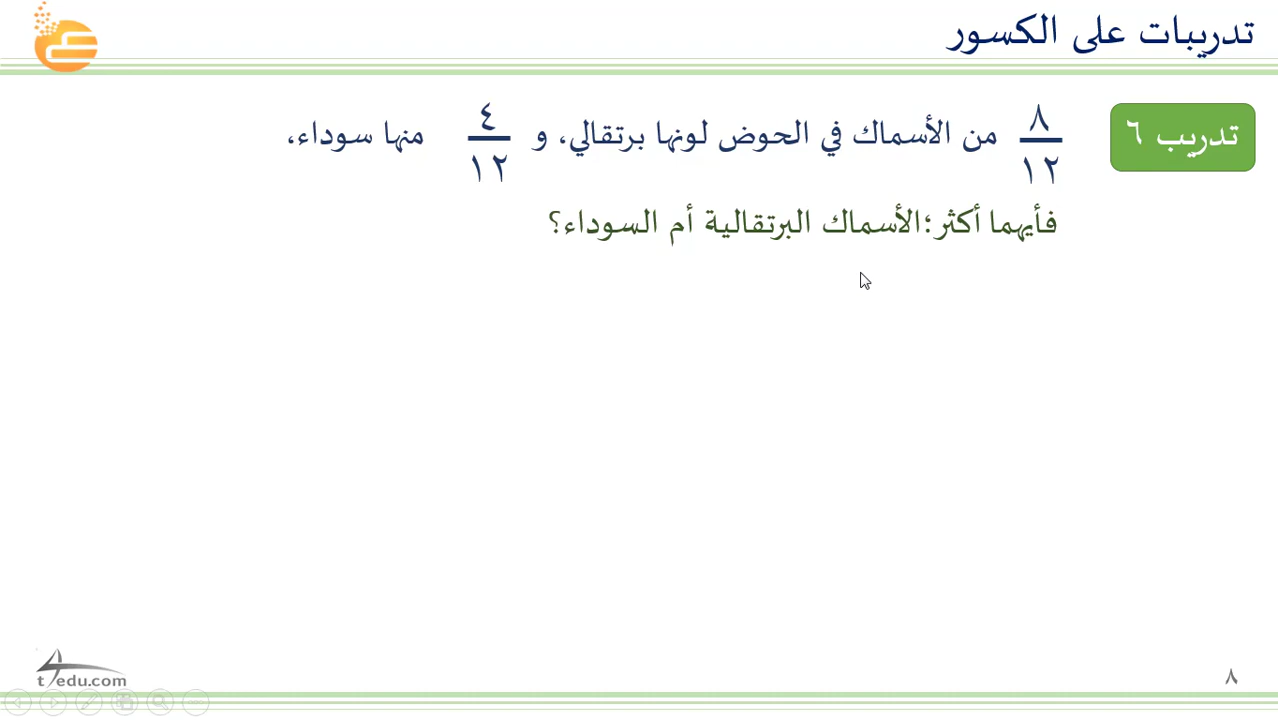 تدريبات على الكسور
تدريب ٦
٨/١٢ من الأسماك في الحوض لونها برتقالي، و ٤/١٢ منها سوداء،
فأيهما أكثر؛الأسماك البرتقالية أم السوداء؟
t4edu.com
٨